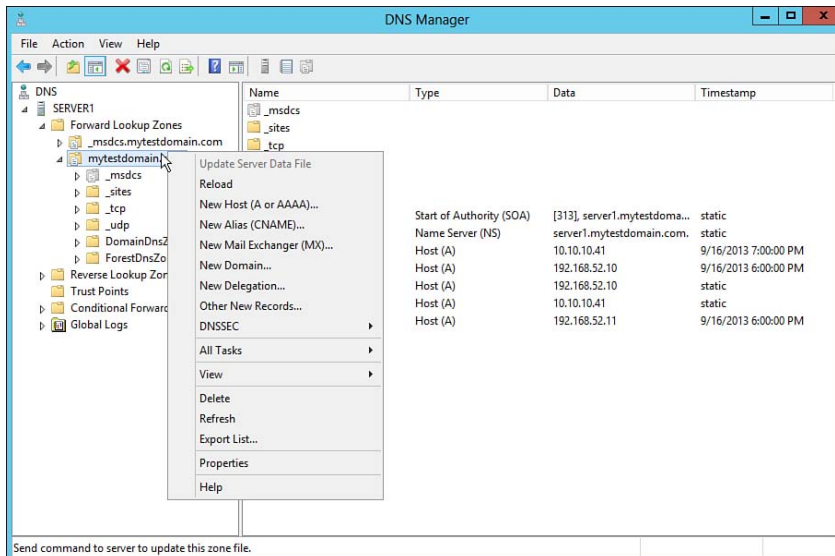 DNS Manager
File Action View Help
DNS
SERVER1
Forward Lookup Zones
_msdcs.mytestdomain.com
mytestdomain.
_msdcs
_sites
_tcp
_udp
DomainDnsZ
ForestDnsZo
Reverse Lookup Zor
Trust Points
Conditional Forward
Global Logs
Name Type Data Timestamp
_msdcs
_sites
_tcp
Start of Authority (SOA) [313], server1.mytestdoma... static
Name Server (NS) server1.mytestdomain.com. static
Host (A) 10.10.10.41 9/16/2013 7:00:00 PM
Host (A) 192.168.52.10 9/16/2013 6:00:00 PM
Host (A) 192.168.52.10 static
Host (A) 10.10.10.41 static
Host (A) 192.168.52.11 9/16/2013 6:00:00 PM
Update Server Data File
Reload
New Host (A or AAAA)...
New Alias (CNAME)...
New Mail Exchanger (MX)...
New Domain...
New Delegation...
Other New Records...
DNSSEC
All Tasks
View
Delete
Refresh
Export List...
Properties
Help
Send command to server to update this zone file.